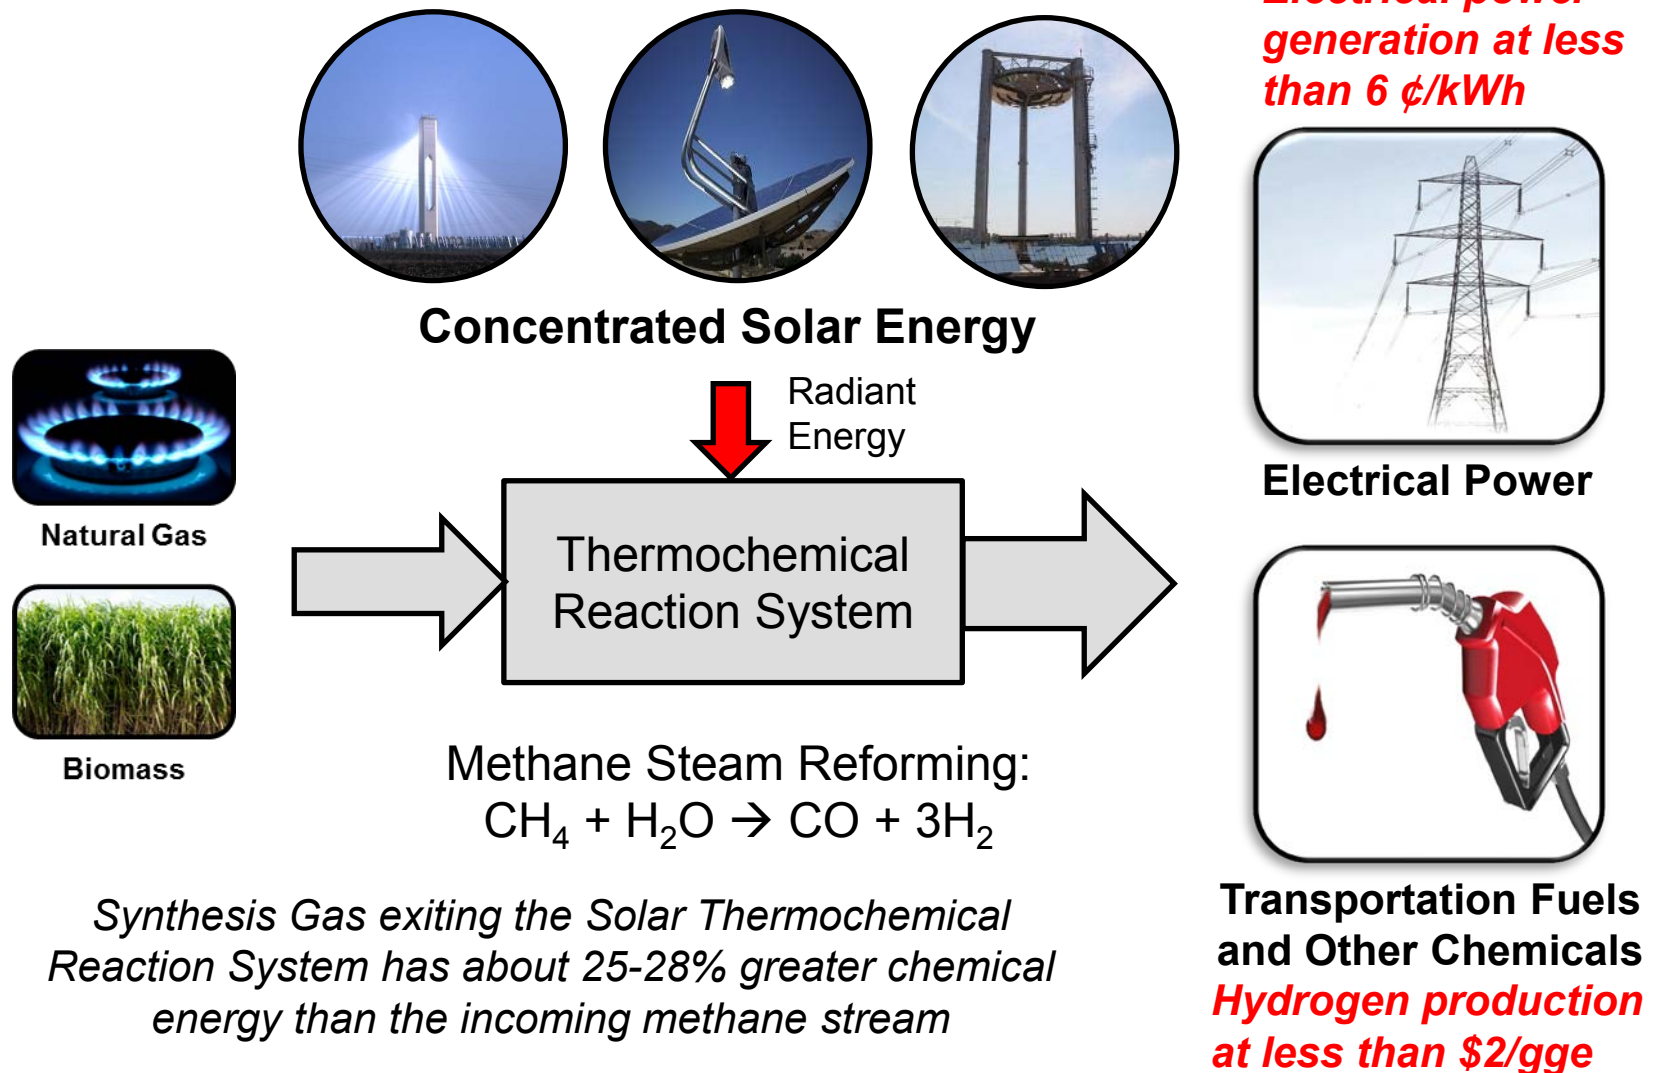 Electrical power
generation at less
than 6 ¢/kWh
Concentrated Solar Energy
Radiant
Energy
Natural Gas
Electrical Power
Thermochemical
Reaction System
Biomass
Methane Steam Reforming:
CH₄ + H₂O → CO + 3H₂
Synthesis Gas exiting the Solar Thermochemical
Reaction System has about 25-28% greater chemical
energy than the incoming methane stream
Transportation Fuels
and Other Chemicals
Hydrogen production
at less than $2/gge